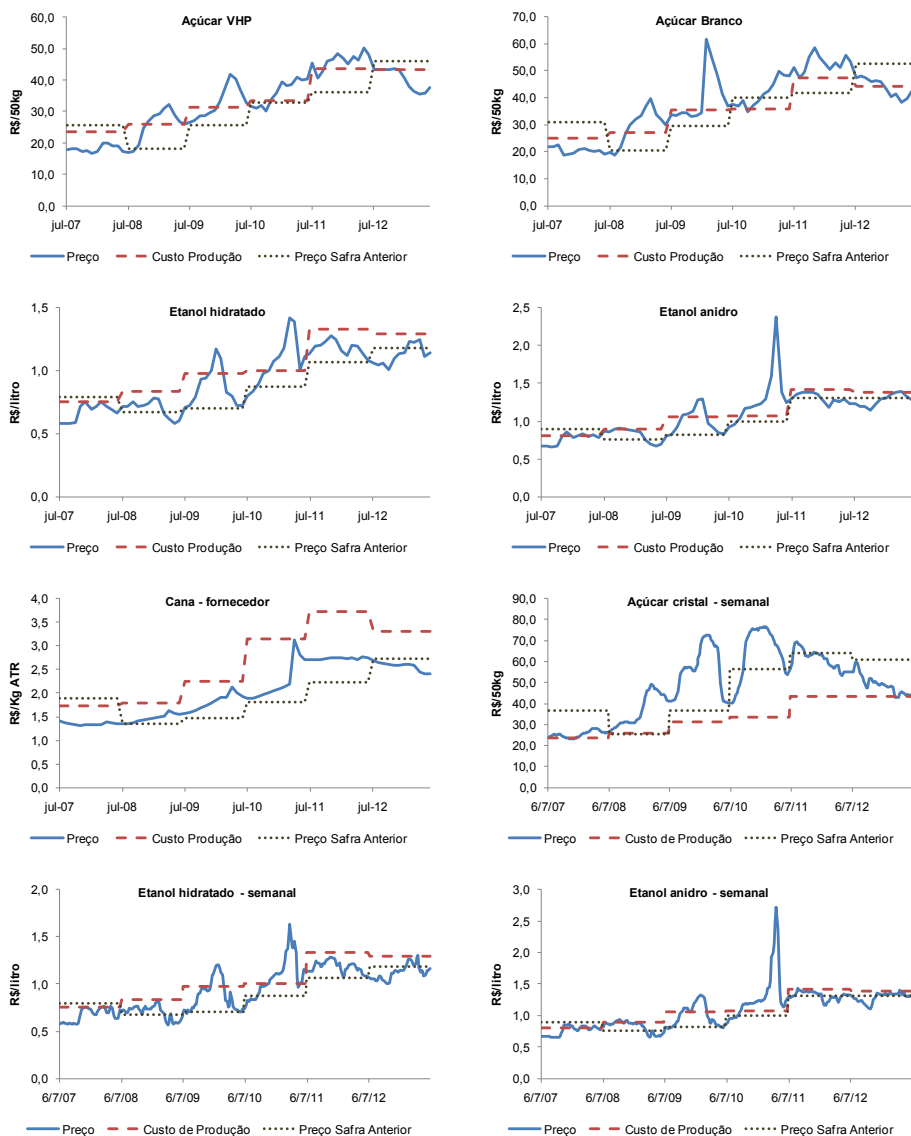 Açúcar VHP
R$/50kg
60,0
50,0
40,0
30,0
20,0
10,0
0,0
jul-07 jul-08 jul-09 jul-10 jul-11 jul-12
Preço Custo Produção Preço Safra Anterior
Açúcar Branco
R$/50kg
70,0
60,0
50,0
40,0
30,0
20,0
10,0
0,0
jul-07 jul-08 jul-09 jul-10 jul-11 jul-12
Preço Custo Produção Preço Safra Anterior
Etanol hidratado
R$/litro
1,5
1,0
0,5
0,0
jul-07 jul-08 jul-09 jul-10 jul-11 jul-12
Preço Custo Produção Preço Safra Anterior
Etanol anidro
R$/litro
2,5
2,0
1,5
1,0
0,5
0,0
jul-07 jul-08 jul-09 jul-10 jul-11 jul-12
Preço Custo Produção Preço Safra Anterior
Cana - fornecedor
R$/Kg ATR
4,0
3,5
3,0
2,5
2,0
1,5
1,0
0,5
0,0
jul-07 jul-08 jul-09 jul-10 jul-11 jul-12
Preço Custo Produção Preço Safra Anterior
Açúcar cristal - semanal
R$/50kg
90,0
80,0
70,0
60,0
50,0
40,0
30,0
20,0
10,0
0,0
6/7/07 6/7/08 6/7/09 6/7/10 6/7/11 6/7/12
Preço Custo de Produção Preço Safra Anterior
Etanol hidratado - semanal
R$/litro
2,0
1,5
1,0
0,5
0,0
6/7/07 6/7/08 6/7/09 6/7/10 6/7/11 6/7/12
Preço Custo de Produção Preço Safra Anterior
Etanol anidro - semanal
R$/litro
3,0
2,5
2,0
1,5
1,0
0,5
0,0
6/7/07 6/7/08 6/7/09 6/7/10 6/7/11 6/7/12
Preço Custo de Produção Preço Safra Anterior